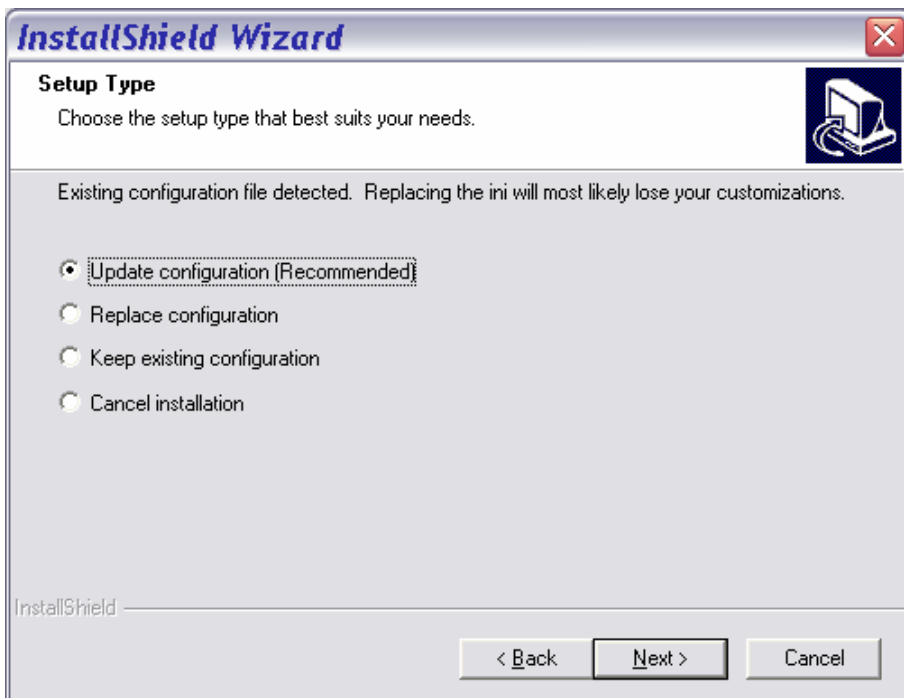 InstallShield Wizard
Setup Type
Choose the setup type that best suits your needs.
Existing configuration file detected.  Replacing the ini will most likely lose your customizations.
Update configuration (Recommended)
Replace configuration
Keep existing configuration
Cancel installation
InstallShield
< Back
Next >
Cancel